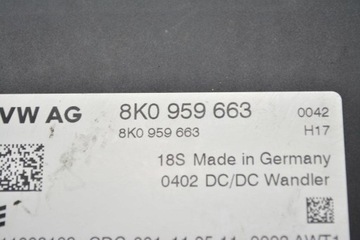 VW AG 8K0 959 663 0042
8K0 959 663 H17
18S Made in Germany
0402 DC/DC Wandler